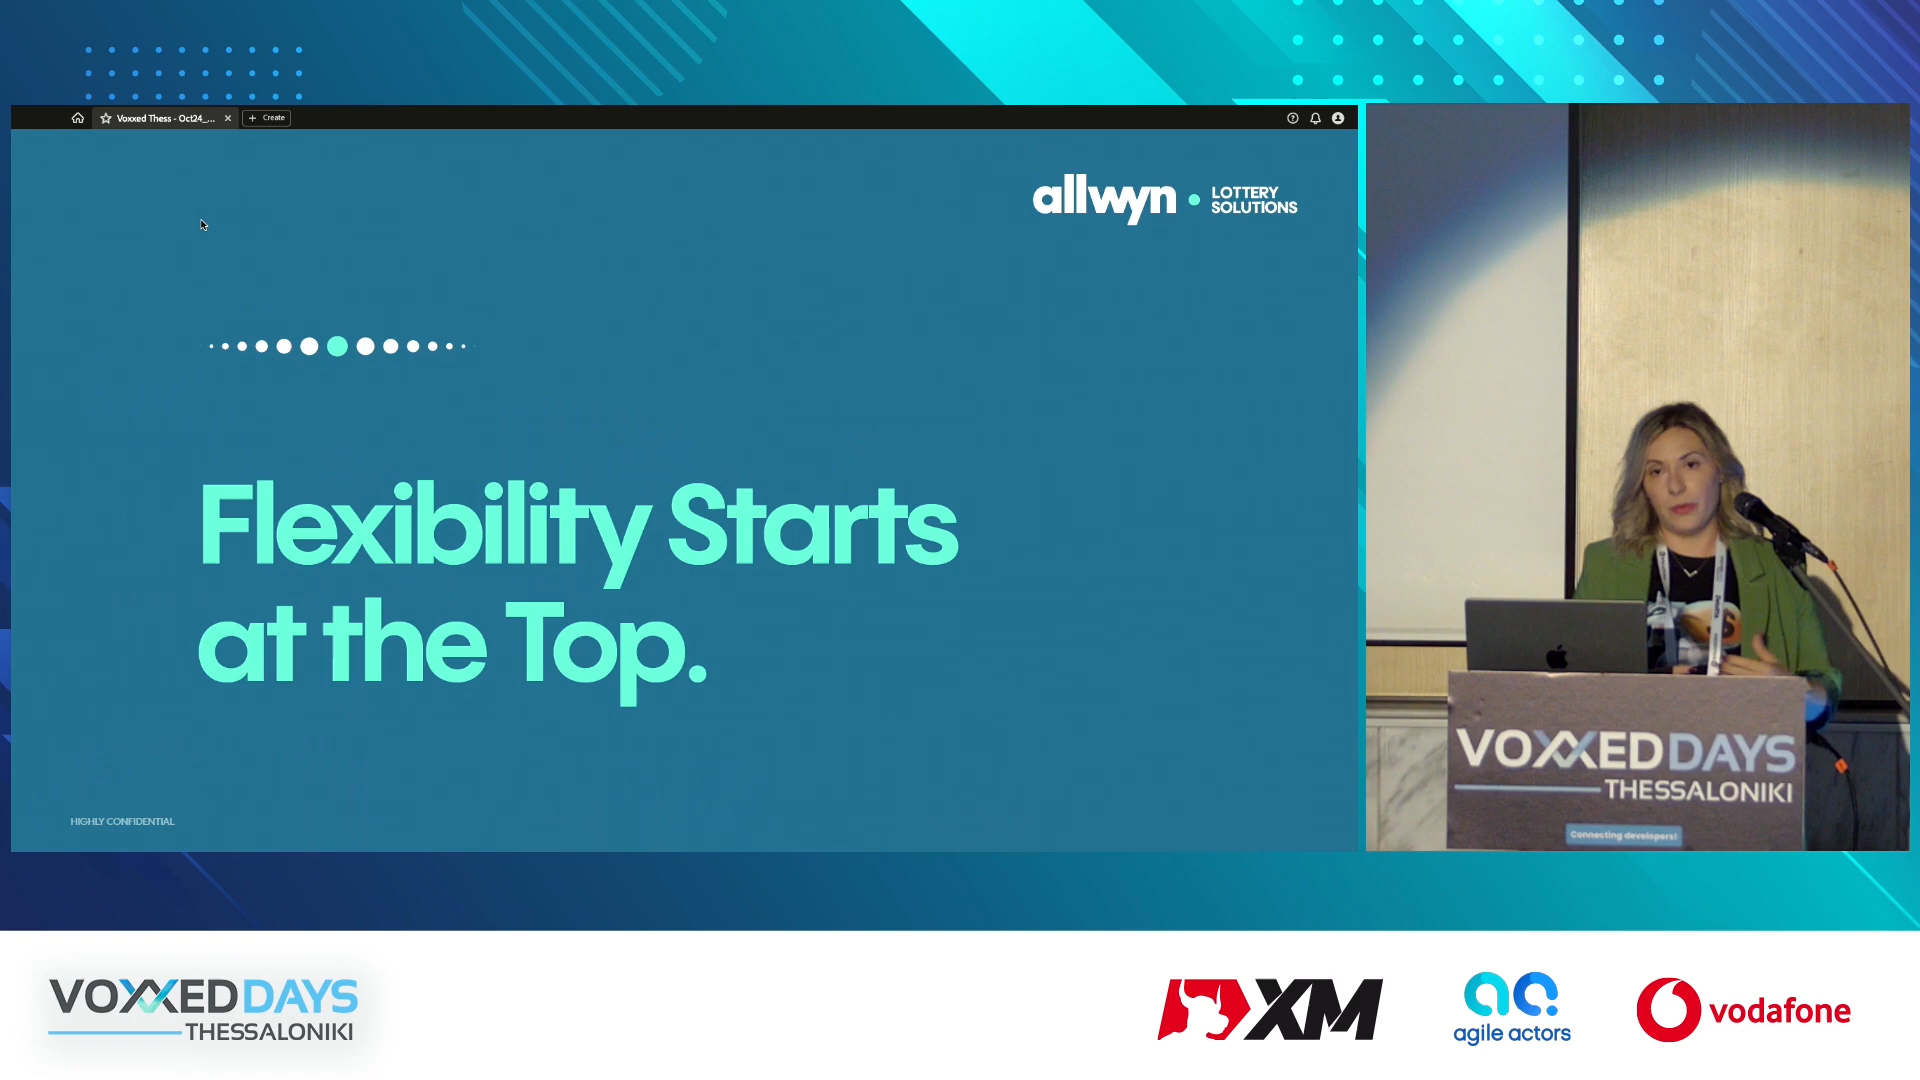 Voxxed Thess - Oct24_...
+ Create
allwyn
LOTTERY
SOLUTIONS
Flexibility Starts
at the Top.
HIGHLY CONFIDENTIAL
VOXXED DAYS
THESSALONIKI
Connecting developers!
VOXXED DAYS
THESSALONIKI
XM
agile actors
vodafone